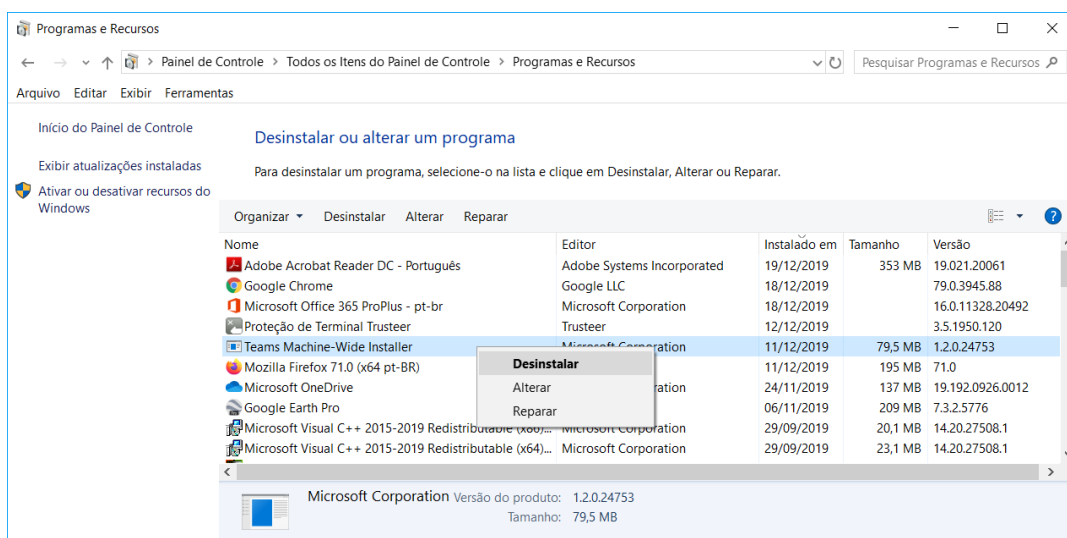 Programas e Recursos
Painel de Controle > Todos os Itens do Painel de Controle > Programas e Recursos
Pesquisar Programas e Recursos
Arquivo Editar Exibir Ferramentas
Início do Painel de Controle
Exibir atualizações instaladas
Ativar ou desativar recursos do
Windows
Desinstalar ou alterar um programa
Para desinstalar um programa, selecione-o na lista e clique em Desinstalar, Alterar ou Reparar.
Organizar Desinstalar Alterar Reparar
Nome Editor Instalado em Tamanho Versão
Adobe Acrobat Reader DC - Português Adobe Systems Incorporated 19/12/2019 353 MB 19.021.20061
Google Chrome Google LLC 18/12/2019 79.0.3945.88
Microsoft Office 365 ProPlus - pt-br Microsoft Corporation 18/12/2019 16.0.11328.20492
Proteção de Terminal Trusteer Trusteer 12/12/2019 3.5.1950.120
Teams Machine-Wide Installer Microsoft Corporation 11/12/2019 79,5 MB 1.2.0.24753
Mozilla Firefox 71.0 (x64 pt-BR) 11/12/2019 195 MB 71.0
Microsoft OneDrive ration 24/11/2019 137 MB 19.192.0926.0012
Google Earth Pro 06/11/2019 209 MB 7.3.2.5776
Microsoft Visual C++ 2015-2019 Redistributable (x86)... Microsoft Corporation 29/09/2019 20,1 MB 14.20.27508.1
Microsoft Visual C++ 2015-2019 Redistributable (x64)... Microsoft Corporation 29/09/2019 23,1 MB 14.20.27508.1
Desinstalar
Alterar
Reparar
Microsoft Corporation Versão do produto: 1.2.0.24753
Tamanho: 79,5 MB